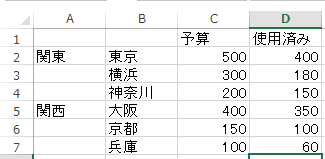 A B C D
1 予算 使用済み
2 関東 東京 500 400
3 横浜 300 180
4 神奈川 200 150
5 関西 大阪 400 350
6 京都 150 100
7 兵庫 100 60